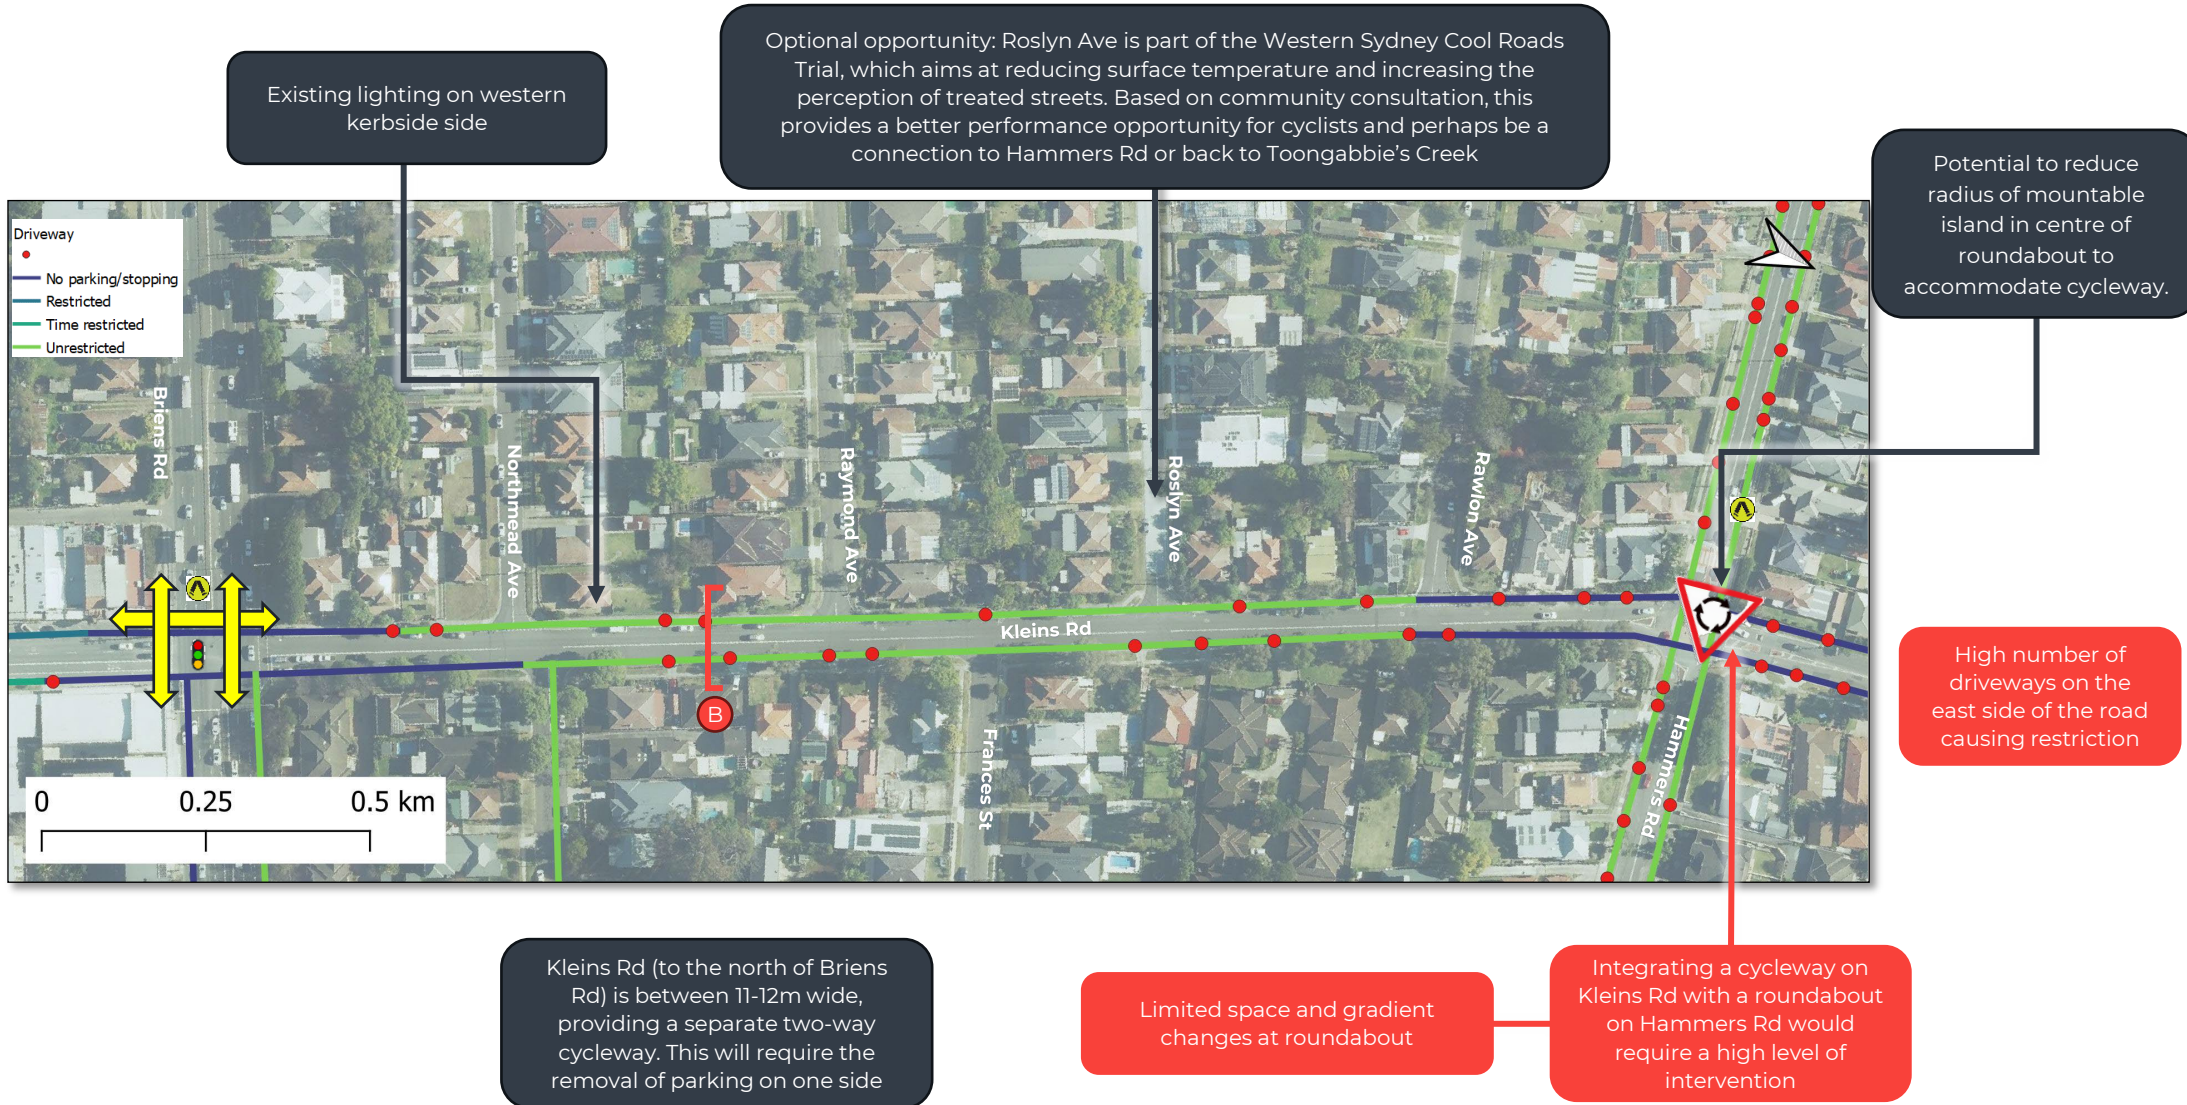 Existing lighting on western
kerbside side
Optional opportunity: Roslyn Ave is part of the Western Sydney Cool Roads
Trial, which aims at reducing surface temperature and increasing the
perception of treated streets. Based on community consultation, this
provides a better performance opportunity for cyclists and perhaps be a
connection to Hammers Rd or back to Toongabbie's Creek
Potential to reduce
radius of mountable
island in centre of
roundabout to
accommodate cycleway.
Driveway
No parking/stopping
Restricted
Time restricted
Unrestricted
Briens Rd
Northmead Ave
Raymond Ave
Roslyn Ave
Rawlon Ave
Kleins Rd
B
Frances St
Hammers Rd
0 0.25 0.5 km
High number of
driveways on the
east side of the road
causing restriction
Kleins Rd (to the north of Briens
Rd) is between 11-12m wide,
providing a separate two-way
cycleway. This will require the
removal of parking on one side
Limited space and gradient
changes at roundabout
Integrating a cycleway on
Kleins Rd with a roundabout
on Hammers Rd would
require a high level of
intervention